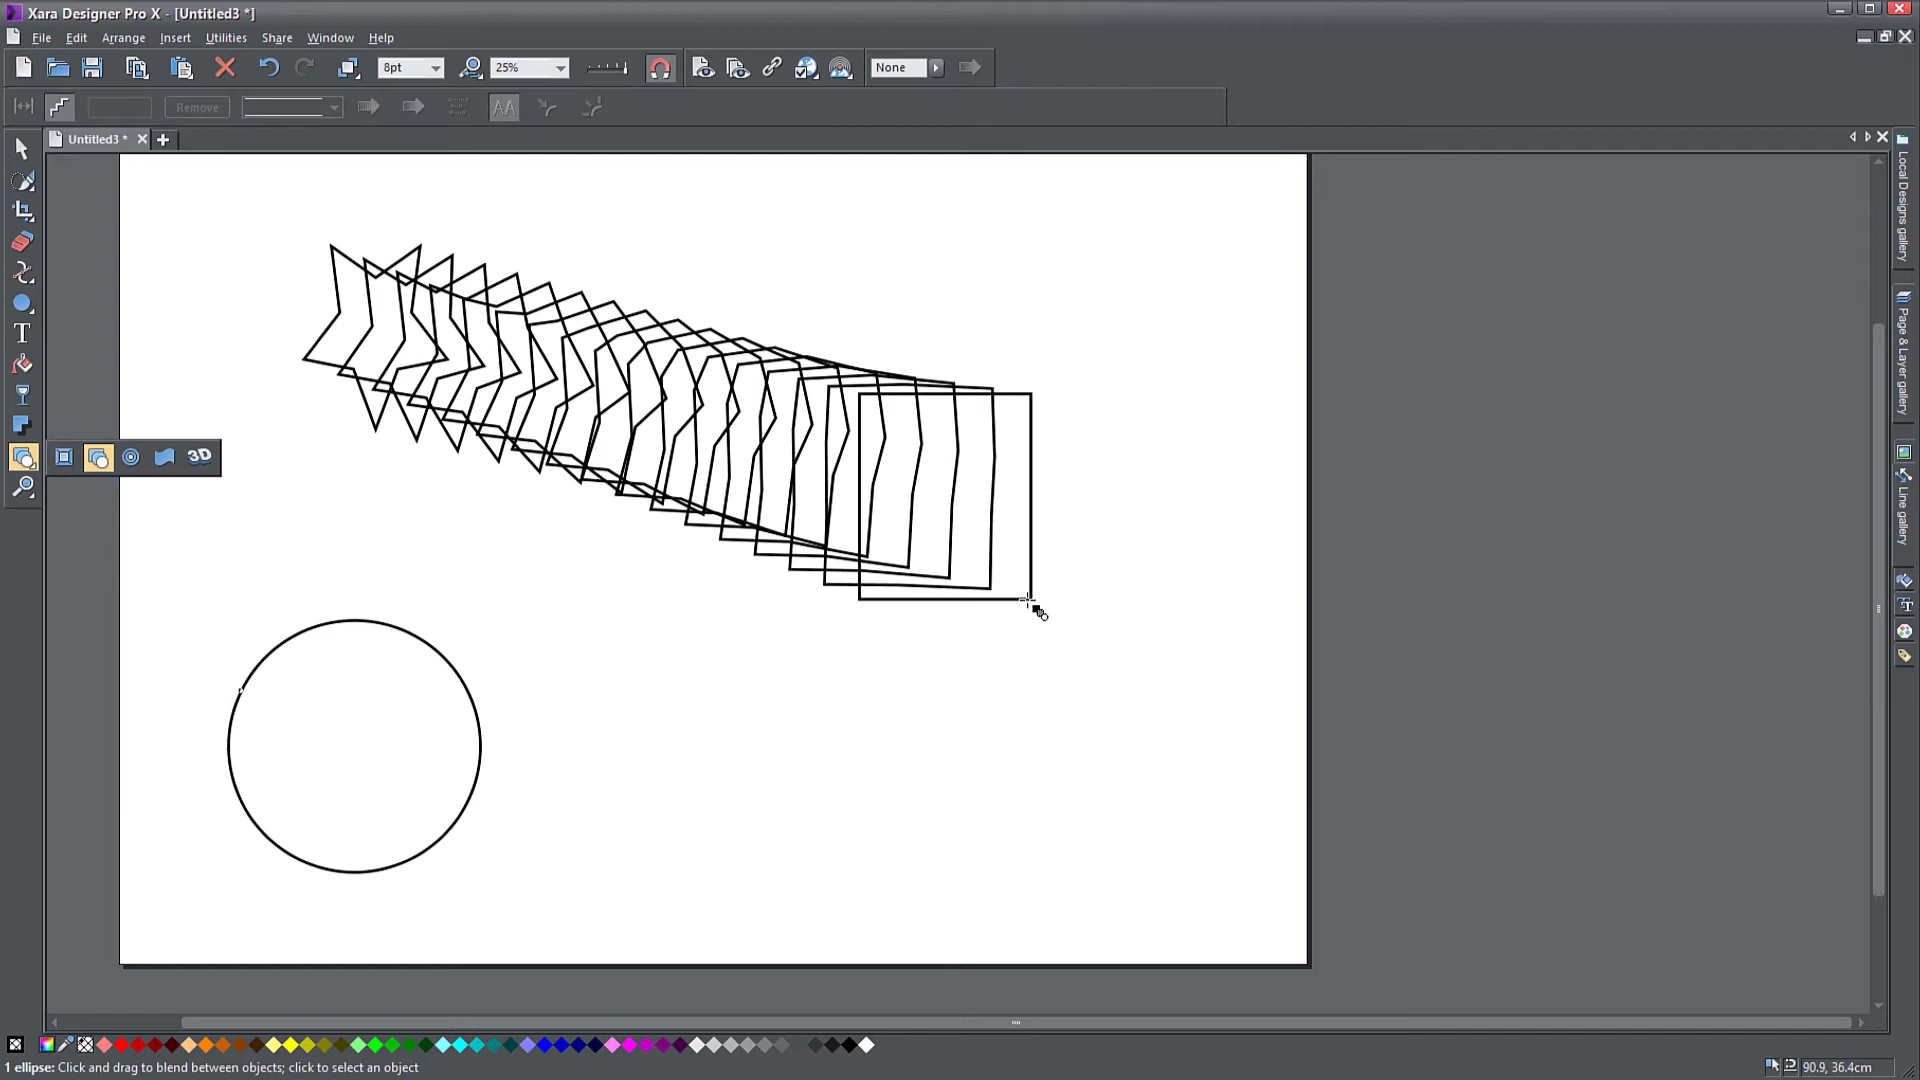 Xara Designer Pro X - [Untitled3 *]
File Edit Arrange Insert Utilities Share Window Help
8pt 25% None
Remove AA
Untitled3 *
T
3D
Local Designs gallery
Page & Layer gallery
Line gallery
1 ellipse: Click and drag to blend between objects; click to select an object
90.9, 36.4cm